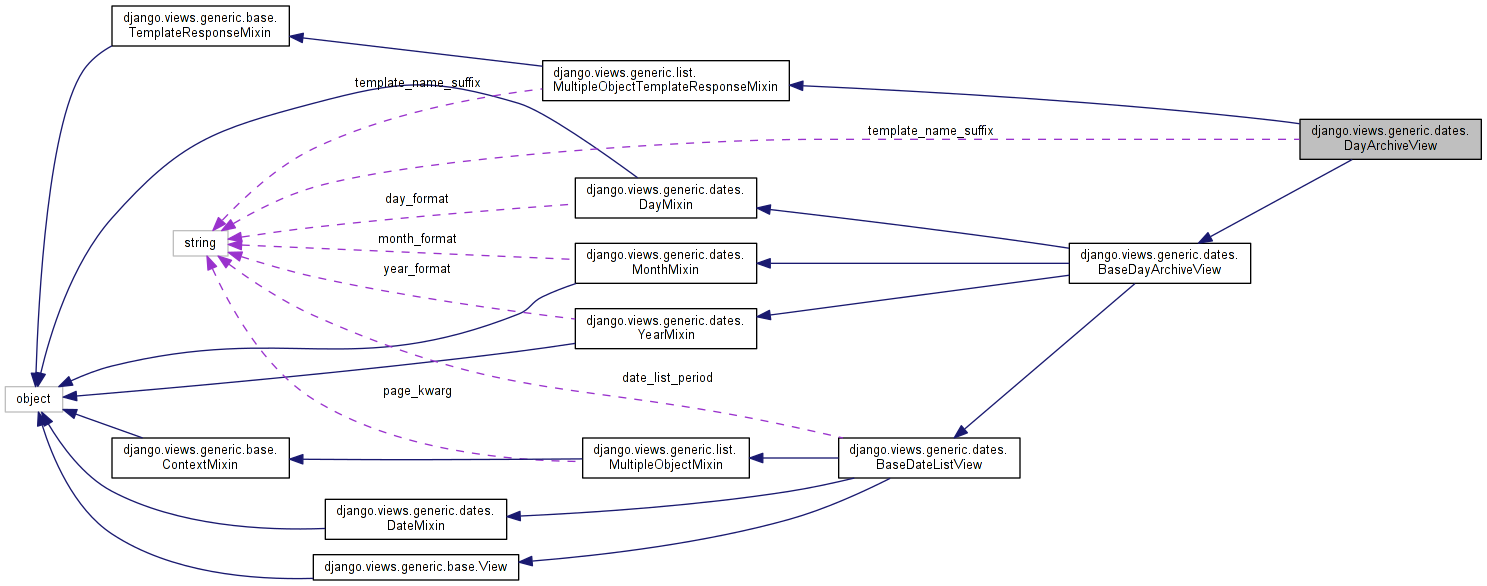 django.views.generic.base.
TemplateResponseMixin
django.views.generic.list.
MultipleObjectTemplateResponseMixin
template_name_suffix
template_name_suffix
django.views.generic.dates.
DayArchiveView
django.views.generic.dates.
DayMixin
day_format
string
month_format
django.views.generic.dates.
MonthMixin
django.views.generic.dates.
BaseDayArchiveView
year_format
django.views.generic.dates.
YearMixin
date_list_period
page_kwarg
object
django.views.generic.base.
ContextMixin
django.views.generic.list.
MultipleObjectMixin
django.views.generic.dates.
BaseDateListView
django.views.generic.dates.
DateMixin
django.views.generic.base.View